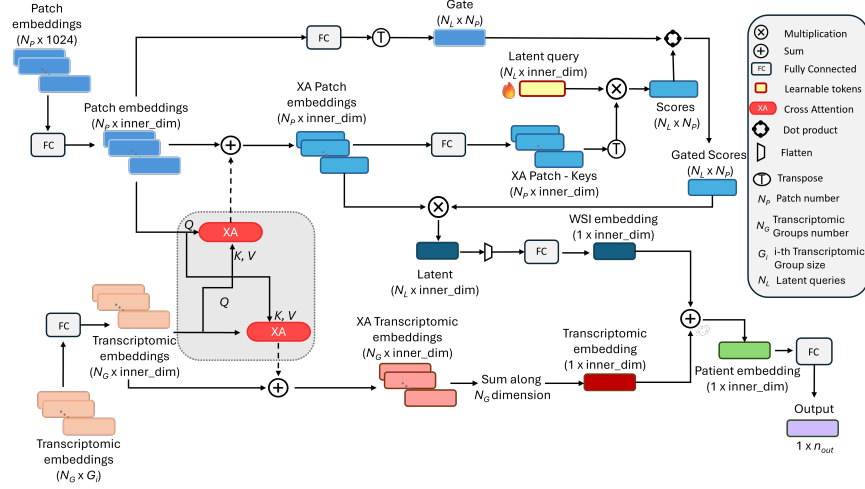 Patch
embeddings
(N_P x 1024)
FC
Patch embeddings
(N_P x inner_dim)
FC
T
Gate
(N_L x N_P)
XA Patch
embeddings
(N_P x inner_dim)
FC
XA Patch - Keys
(N_P x inner_dim)
Latent query
(N_L x inner_dim)
T
Scores
(N_L x N_P)
Gated Scores
(N_L x N_P)
Q
XA
K, V
Q
K, V
XA
Latent
(N_L x inner_dim)
FC
WSI embedding
(1 x inner_dim)
FC
Transcriptomic
embeddings
(N_G x inner_dim)
Transcriptomic
embeddings
(N_G x G_i)
XA Transcriptomic
embeddings
(N_G x inner_dim)
Sum along
N_G dimension
Transcriptomic
embedding
(1 x inner_dim)
Patient embedding
(1 x inner_dim)
FC
Output
1 x n_out
Multiplication
Sum
FC Fully Connected
Learnable tokens
XA Cross Attention
Dot product
Flatten
T Transpose
N_P Patch number
N_G Transcriptomic
Groups number
G_i i-th Transcriptomic
Group size
N_L Latent queries